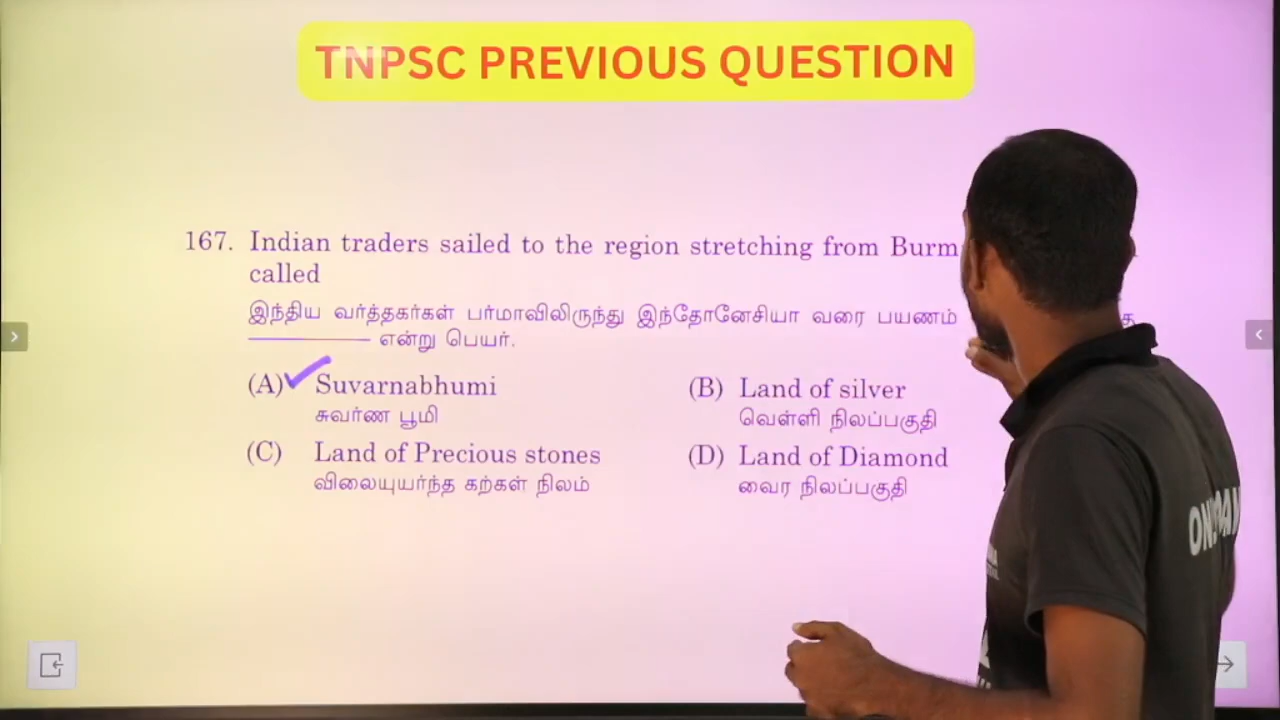 TNPSC PREVIOUS QUESTION
167. Indian traders sailed to the region stretching from Burm
called
இந்திய வர்த்தகர்கள் பர்மாவிலிருந்து இந்தோனேசியா வரை பயணம்
என்று பெயர்.
(A) Suvarnabhumi
சுவர்ண பூமி
(B) Land of silver
வெள்ளி நிலப்பகுதி
(C) Land of Precious stones
விலையுயர்ந்த கற்கள் நிலம்
(D) Land of Diamond
வைர நிலப்பகுதி